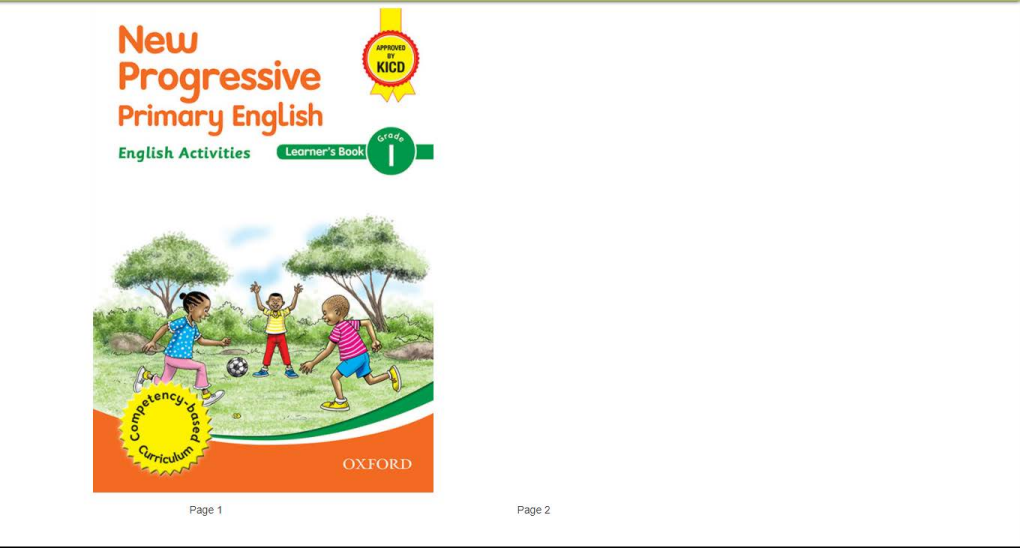 New
Progressive
Primary English
English Activities
Learner's Book
Grade
1
APPROVED
BY
KICD
Competency-based
Curriculum
OXFORD
Page 1
Page 2